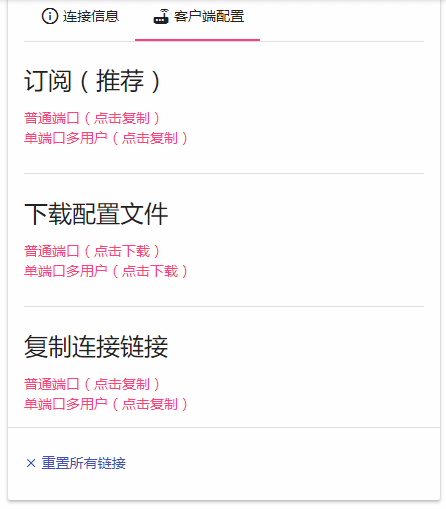 连接信息 客户端配置
订阅（推荐）
普通端口（点击复制）
单端口多用户（点击复制）
下载配置文件
普通端口（点击下载）
单端口多用户（点击下载）
复制连接链接
普通端口（点击复制）
单端口多用户（点击复制）
重置所有链接